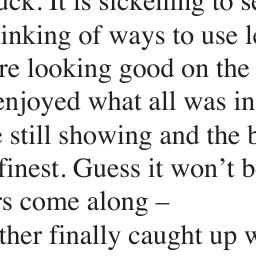 uck. It is sickening to se
inking of ways to use le
re looking good on the
enjoyed what all was in
still showing and the b
finest. Guess it won't b
rs come along –
ther finally caught up w